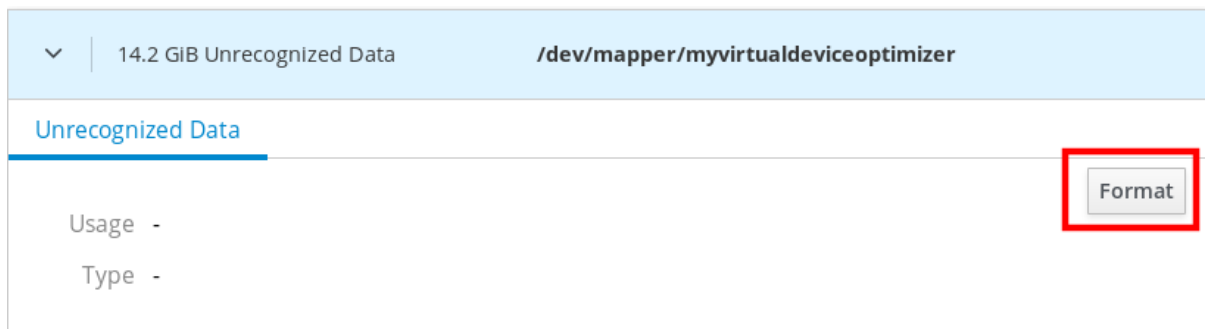 14.2 GiB Unrecognized Data /dev/mapper/myvirtualdeviceoptimizer
Unrecognized Data
Format
Usage -
Type -